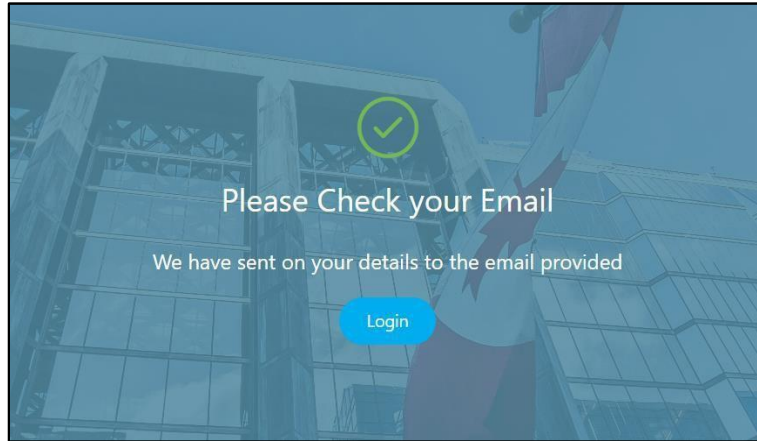 Please Check your Email
We have sent on your details to the email provided
Login